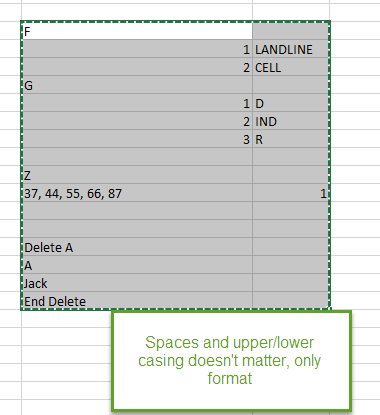 F
1 LANDLINE
2 CELL
G
1 D
2 IND
3 R
Z
37, 44, 55, 66, 87 1
Delete A
A
Jack
End Delete
Spaces and upper/lower
casing doesn't matter, only
format